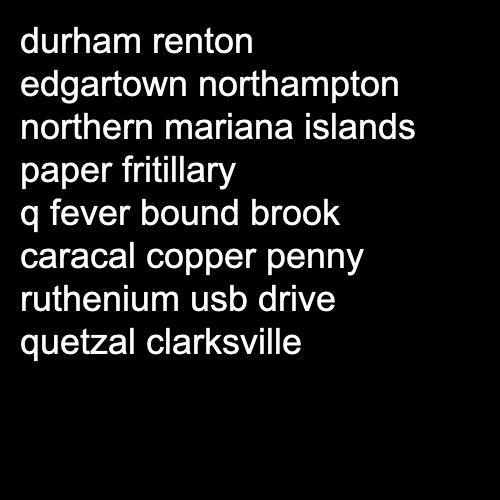 durham renton
edgartown northampton
northern mariana islands
paper fritillary
q fever bound brook
caracal copper penny
ruthenium usb drive
quetzal clarksville